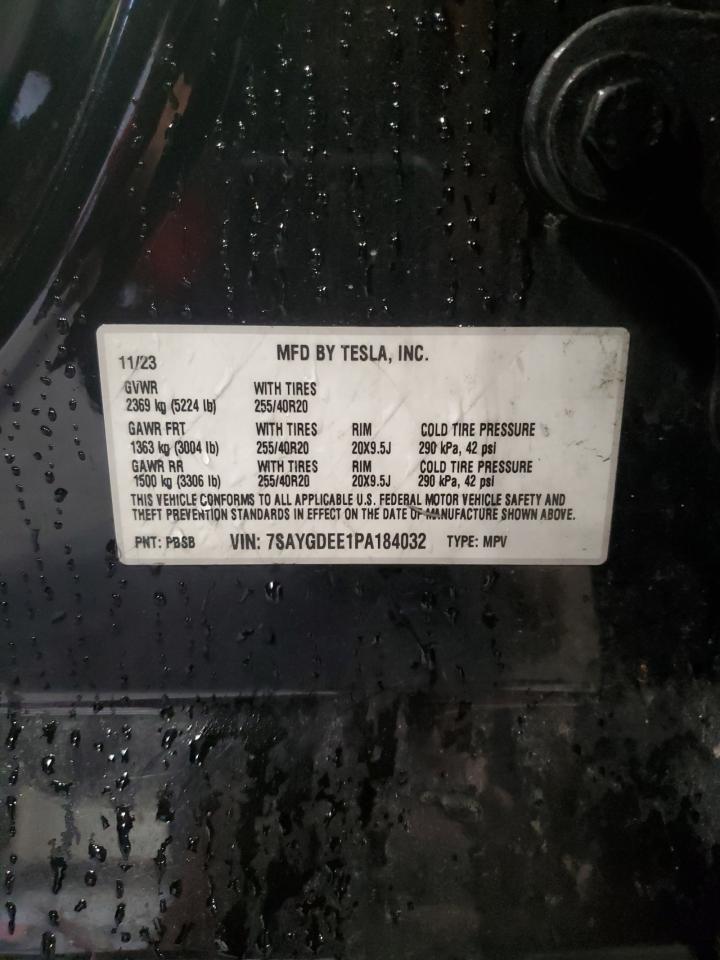 MFD BY TESLA, INC.
11/23
GVWR WITH TIRES
2369 kg (5224 lb) 255/40R20
GAWR FRT WITH TIRES RIM COLD TIRE PRESSURE
1363 kg (3004 lb) 255/40R20 20X9.5J 290 kPa, 42 psi
GAWR RR WITH TIRES RIM COLD TIRE PRESSURE
1500 kg (3306 lb) 255/40R20 20X9.5J 290 kPa, 42 psi
THIS VEHICLE CONFORMS TO ALL APPLICABLE U.S. FEDERAL MOTOR VEHICLE SAFETY AND
THEFT PREVENTION STANDARDS IN EFFECT ON THE DATE OF MANUFACTURE SHOWN ABOVE.
PNT: PBSB VIN: 7SAYGDEE1PA184032 TYPE: MPV